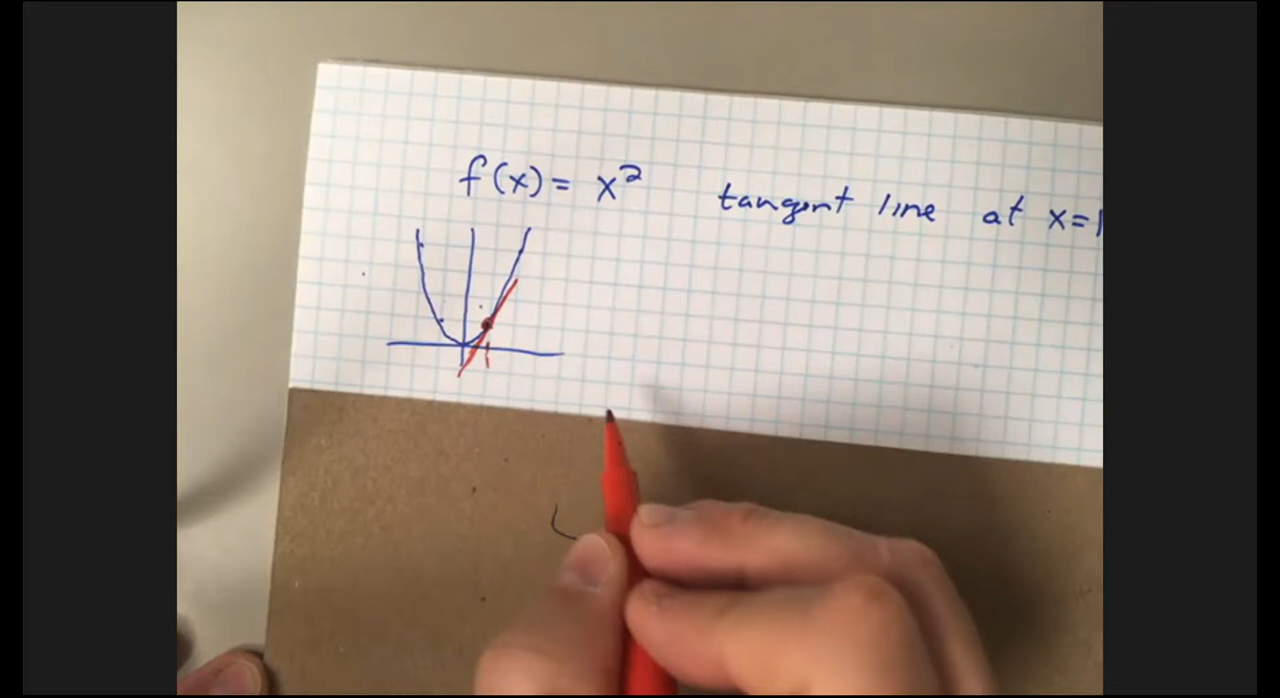 f(x) = x² tangent line at x=1